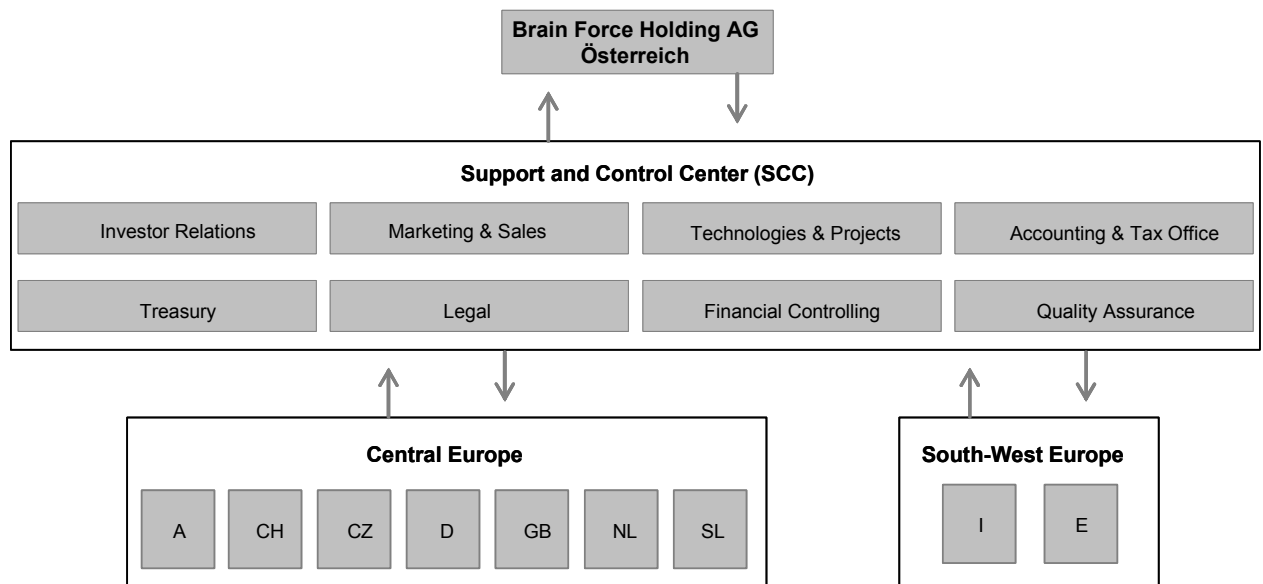 Brain Force Holding AG
Österreich
Support and Control Center (SCC)
Investor Relations
Marketing & Sales
Technologies & Projects
Accounting & Tax Office
Treasury
Legal
Financial Controlling
Quality Assurance
Central Europe
South-West Europe
A
CH
CZ
D
GB
NL
SL
I
E